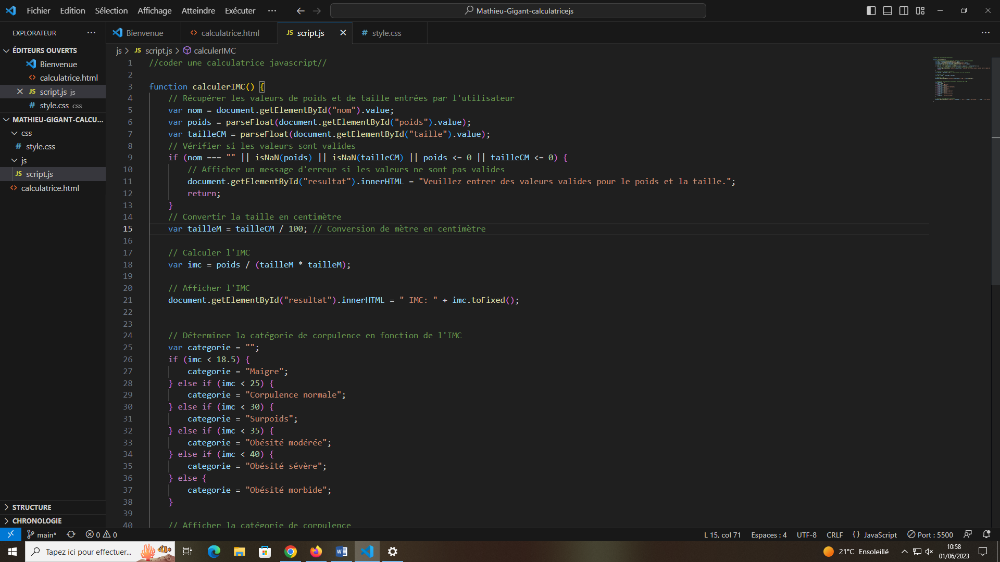 Fichier Edition Sélection Affichage Atteindre Exécuter ··· Mathieu-Gigant-calculatricejs
EXPLORATEUR ···
Bienvenue calculatrice.html JS script.js # style.css ···
js > JS script.js > calculerIMC
ÉDITEURS OUVERTS
Bienvenue
calculatrice.html
JS script.js js
# style.css css
MATHIEU-GIGANT-CALCU...
css
# style.css
js
JS script.js
calculatrice.html
STRUCTURE
CHRONOLOGIE
1 //coder une calculatrice javascript//
2
3 function calculerIMC() {
4 // Récupérer les valeurs de poids et de taille entrées par l'utilisateur
5 var nom = document.getElementById("nom").value;
6 var poids = parseFloat(document.getElementById("poids").value);
7 var tailleCM = parseFloat(document.getElementById("taille").value);
8 // Vérifier si les valeurs sont valides
9 if (nom === "" || isNaN(poids) || isNaN(tailleCM) || poids <= 0 || tailleCM <= 0) {
10 // Afficher un message d'erreur si les valeurs ne sont pas valides
11 document.getElementById("resultat").innerHTML = "Veuillez entrer des valeurs valides pour le poids et la taille.";
12 return;
13 }
14 // Convertir la taille en centimètre
15 var tailleM = tailleCM / 100; // Conversion de mètre en centimètre
16
17 // Calculer l'IMC
18 var imc = poids / (tailleM * tailleM);
19
20 // Afficher l'IMC
21 document.getElementById("resultat").innerHTML = " IMC: " + imc.toFixed();
22
23
24 // Déterminer la catégorie de corpulence en fonction de l'IMC
25 var categorie = "";
26 if (imc < 18.5) {
27 categorie = "Maigre";
28 } else if (imc < 25) {
29 categorie = "Corpulence normale";
30 } else if (imc < 30) {
31 categorie = "Surpoids";
32 } else if (imc < 35) {
33 categorie = "Obésité modérée";
34 } else if (imc < 40) {
35 categorie = "Obésité sévère";
36 } else {
37 categorie = "Obésité morbide";
38 }
39
40 // Afficher la catégorie de corpulence
main* 0 0 L 15, col 71 Espaces : 4 UTF-8 CRLF {} JavaScript Port : 5500
Tapez ici pour effectuer... 21°C Ensoleillé 10:58
01/06/2023